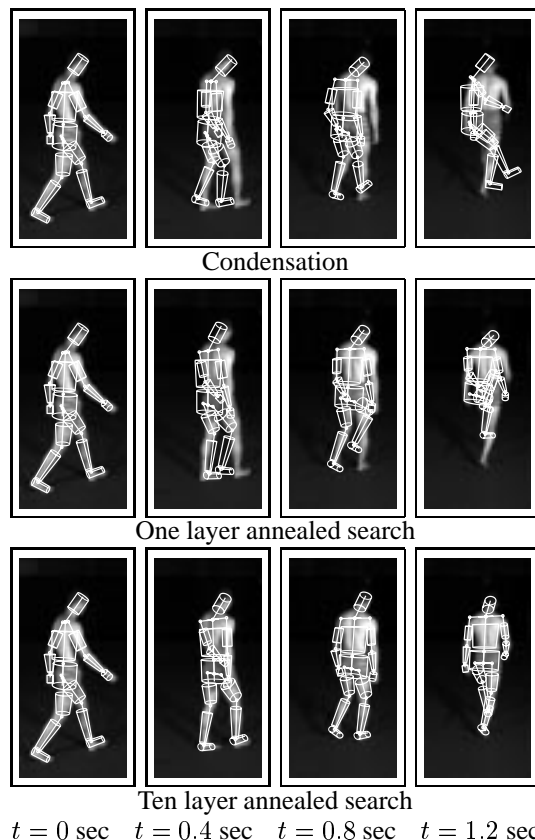 Condensation
One layer annealed search
Ten layer annealed search
t = 0 sec t = 0.4 sec t = 0.8 sec t = 1.2 sec